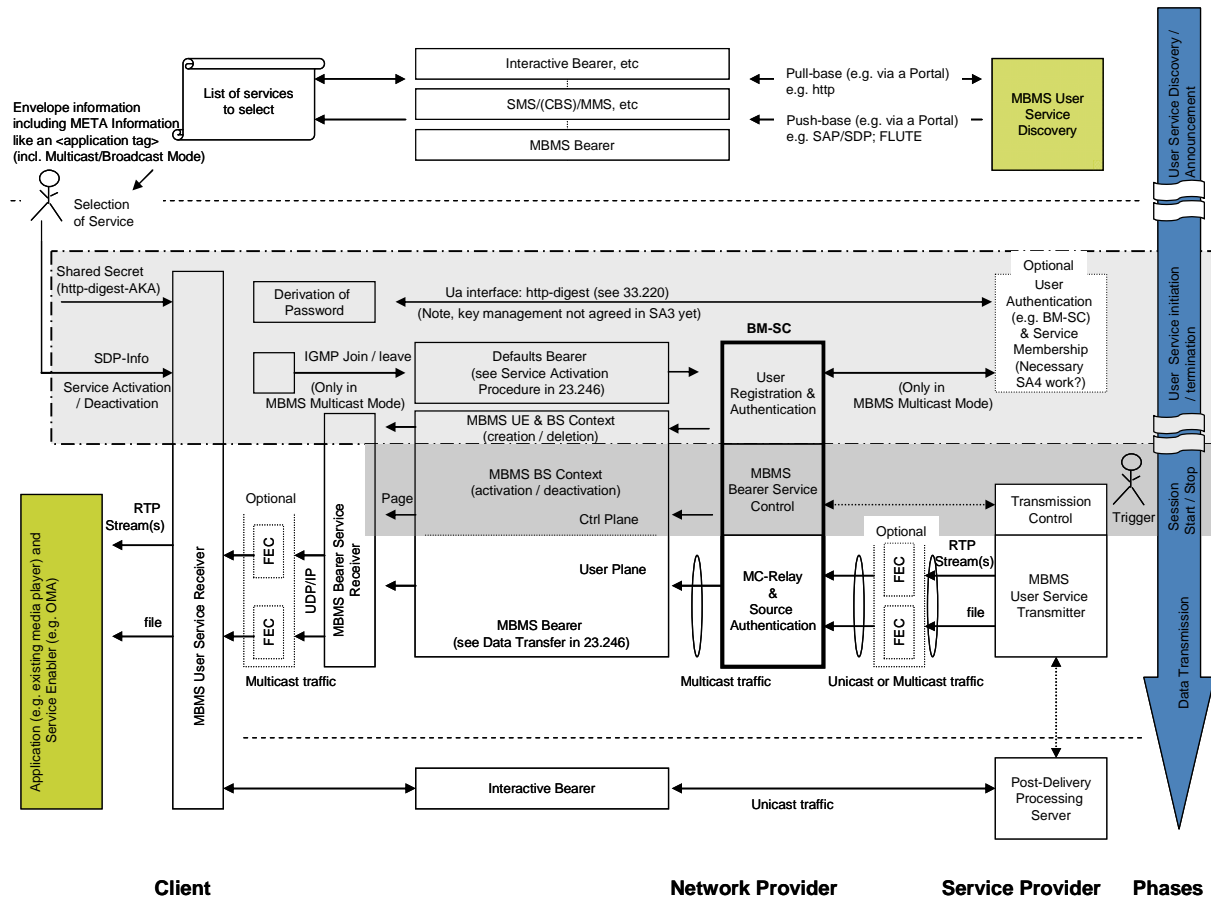 Interactive Bearer, etc
SMS/(CBS)/MMS, etc
MBMS Bearer
List of services
to select
Pull-base (e.g. via a Portal)
e.g. http
Push-base (e.g. via a Portal)
e.g. SAP/SDP; FLUTE
MBMS User
Service
Discovery
User Service Discovery /
Announcement
Envelope information
including META Information
like an <application tag>
(incl. Multicast/Broadcast Mode)
Selection
of Service
Shared Secret
(http-digest-AKA)
Derivation of
Password
Ua interface: http-digest (see 33.220)
(Note, key management not agreed in SA3 yet)
Optional
User
Authentication
(e.g. BM-SC)
& Service
Membership
(Necessary
SA4 work?)
User Service initiation
/ termination
SDP-Info
Service Activation
/ Deactivation
IGMP Join / leave
(Only in
MBMS Multicast Mode)
Defaults Bearer
(see Service Activation
Procedure in 23.246)
BM-SC
User
Registration &
Authentication
(Only in
MBMS Multicast Mode)
MBMS UE & BS Context
(creation / deletion)
MBMS BS Context
(activation / deactivation)
Page
Ctrl Plane
MBMS
Bearer Service
Control
Transmission
Control
Trigger
Session
Start / Stop
Application (e.g. existing media player) and
Service Enabler (e.g. OMA)
RTP
Stream(s)
file
MBMS User Service Receiver
Optional
FEC
FEC
UDP/IP
MBMS Bearer Service
Receiver
User Plane
MBMS Bearer
(see Data Transfer in 23.246)
MC-Relay
&
Source
Authentication
Optional
FEC
FEC
RTP
Stream(s)
file
MBMS
User Service
Transmitter
Data Transmission
Multicast traffic
Multicast traffic
Unicast or Multicast traffic
Interactive Bearer
Unicast traffic
Post-Delivery
Processing
Server
Client
Network Provider
Service Provider
Phases